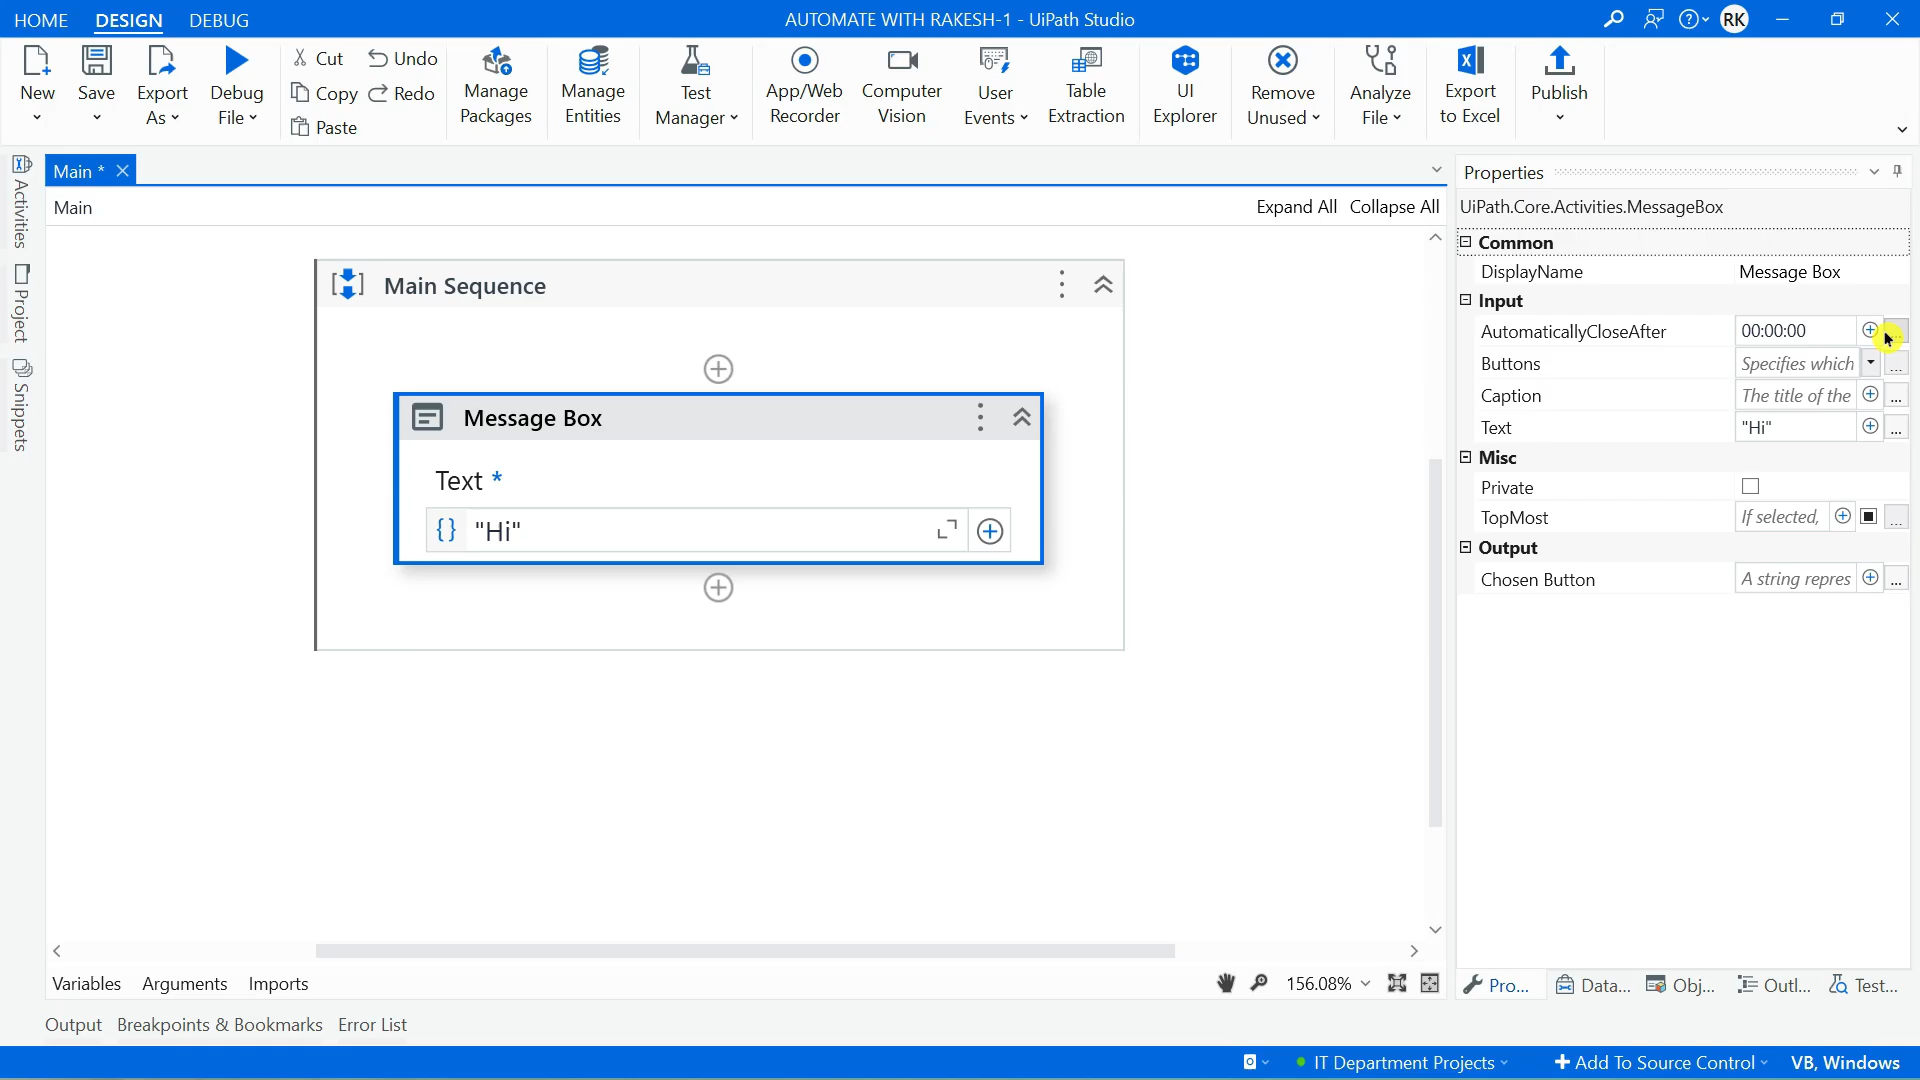 HOME DESIGN DEBUG AUTOMATE WITH RAKESH-1 - UiPath Studio RK
New Save Export As Debug File Cut Copy Paste Undo Redo Manage Packages Manage Entities Test Manager App/Web Recorder Computer Vision User Events Table Extraction UI Explorer Remove Unused Analyze File Export to Excel Publish
Activities
Project
Snippets
Main *
Main Expand All Collapse All
Main Sequence
Message Box
Text *
"Hi"
Variables Arguments Imports 156.08%
Output Breakpoints & Bookmarks Error List
Properties
UiPath.Core.Activities.MessageBox
Common
DisplayName Message Box
Input
AutomaticallyCloseAfter 00:00:00
Buttons Specifies which ...
Caption The title of the ...
Text "Hi" ...
Misc
Private
TopMost If selected, ...
Output
Chosen Button A string repres ...
Pro... Data... Obj... Outl... Test...
IT Department Projects Add To Source Control VB, Windows